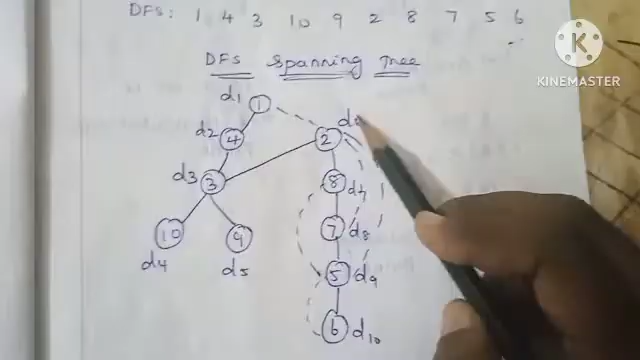 DFS: 1 4 3 10 9 2 8 7 5 6
DFS Spanning Tree
K
KINEMASTER
d1 1
d2 4
2
d3 3
8 d7
10 9 7 d8
d4 d5
5 d9
6 d10